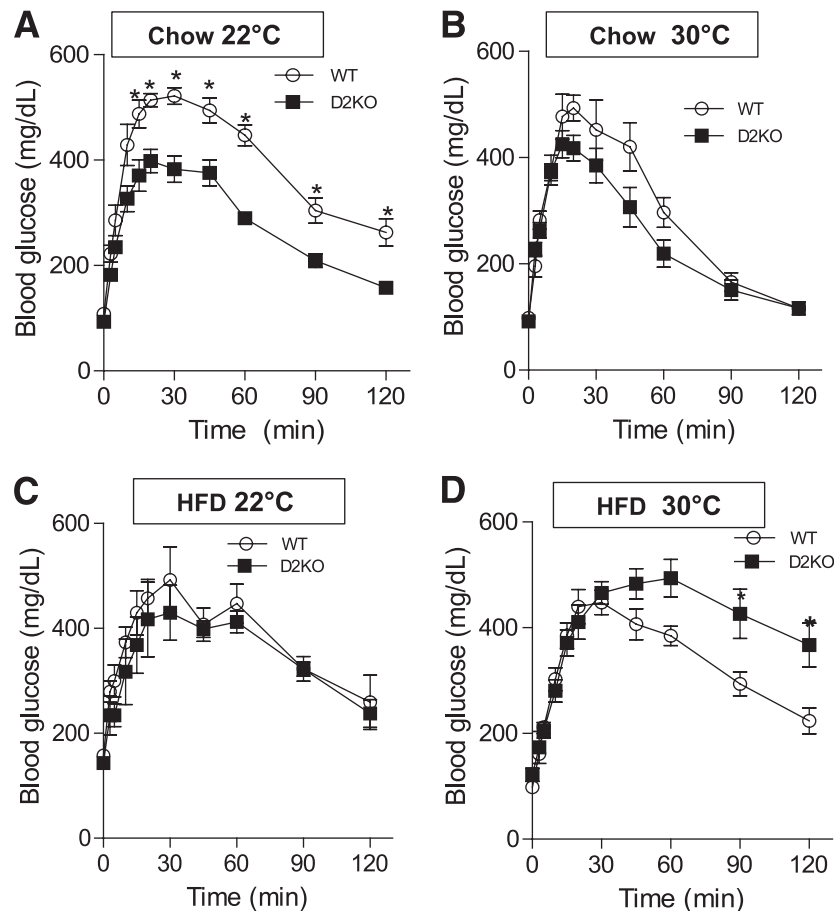 A
Chow 22°C
Blood glucose (mg/dL)
600
400
200
0
WT
D2KO
* * * * * * *
0 30 60 90 120
Time (min)
B
Chow 30°C
Blood glucose (mg/dL)
600
400
200
0
WT
D2KO
0 30 60 90 120
Time (min)
C
HFD 22°C
Blood glucose (mg/dL)
600
400
200
0
WT
D2KO
0 30 60 90 120
Time (min)
D
HFD 30°C
Blood glucose (mg/dL)
600
400
200
0
WT
D2KO
* *
0 30 60 90 120
Time (min)